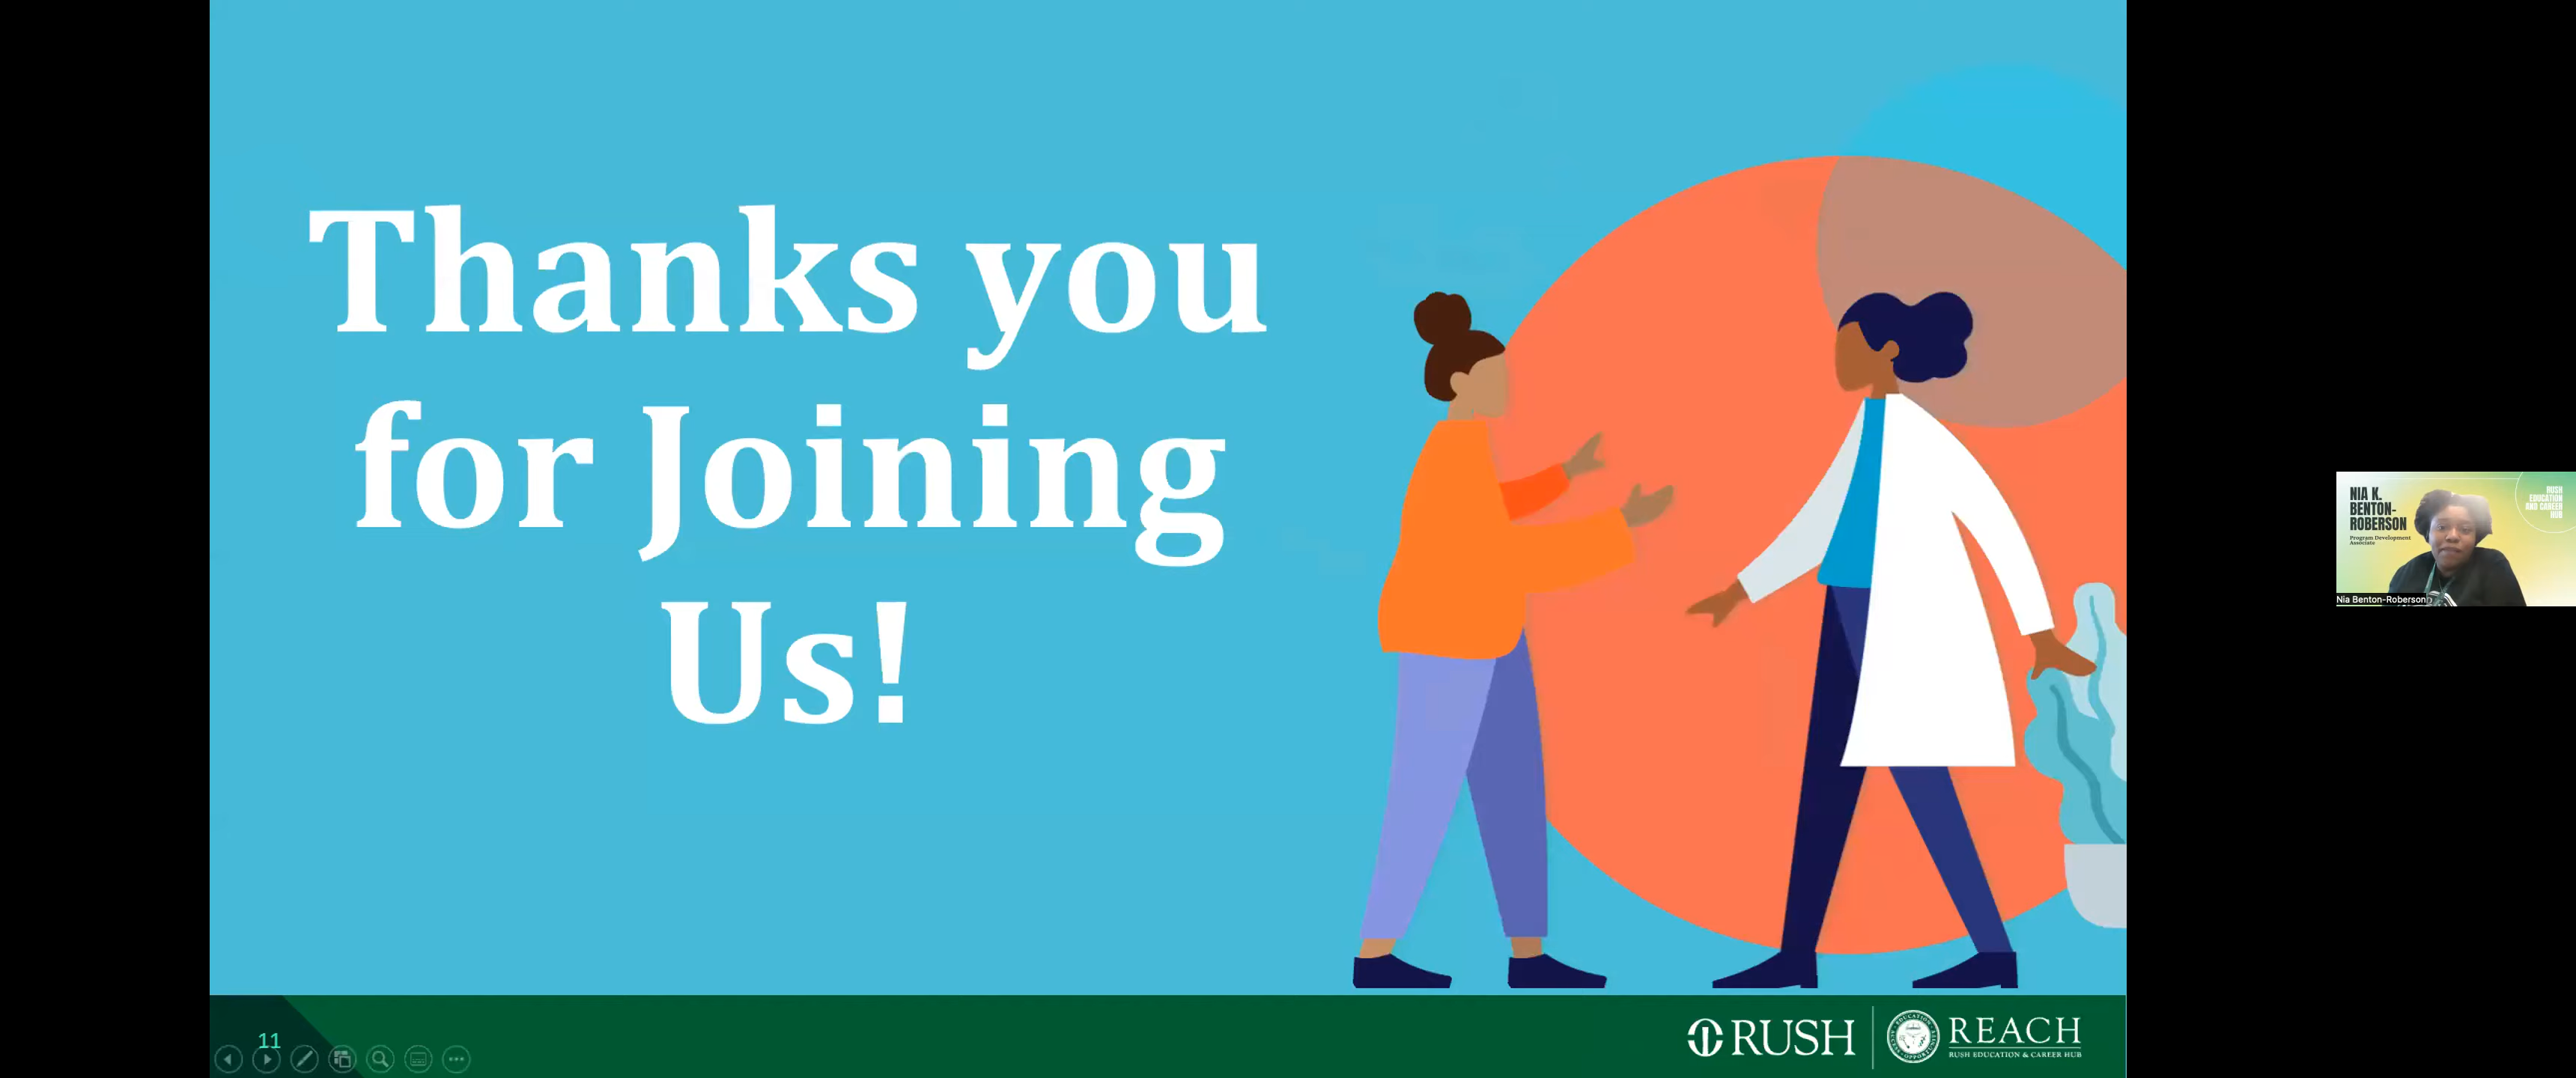 Thanks you
for Joining
Us!
NIA K.
BENTON-
ROBERSON
Program Development
Associate
RUSH
EDUCATION
AND CAREER
HUB
Nia Benton-Roberson
11
RUSH
REACH
RUSH EDUCATION & CAREER HUB